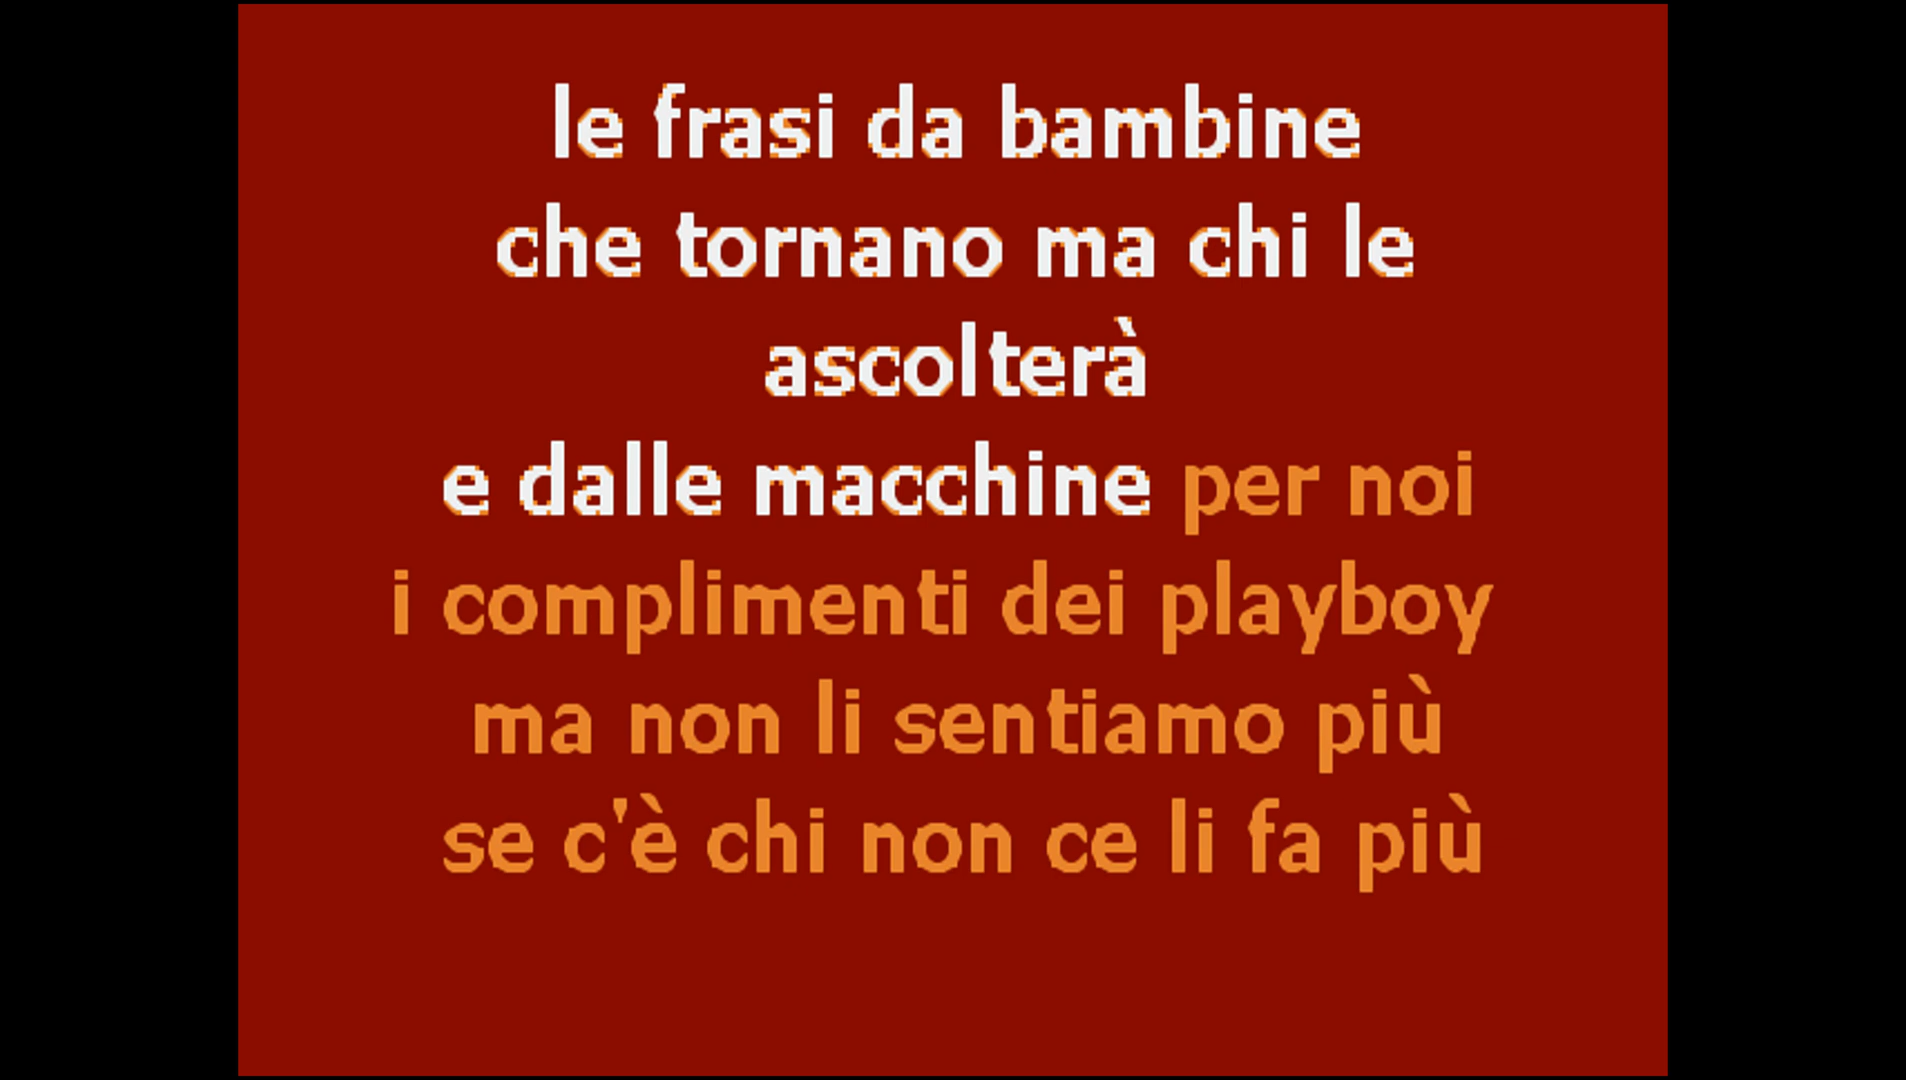 le frasi da bambine
che tornano ma chi le
ascolterà
e dalle macchine per noi
i complimenti dei playboy
ma non li sentiamo più
se c'è chi non ce li fa più